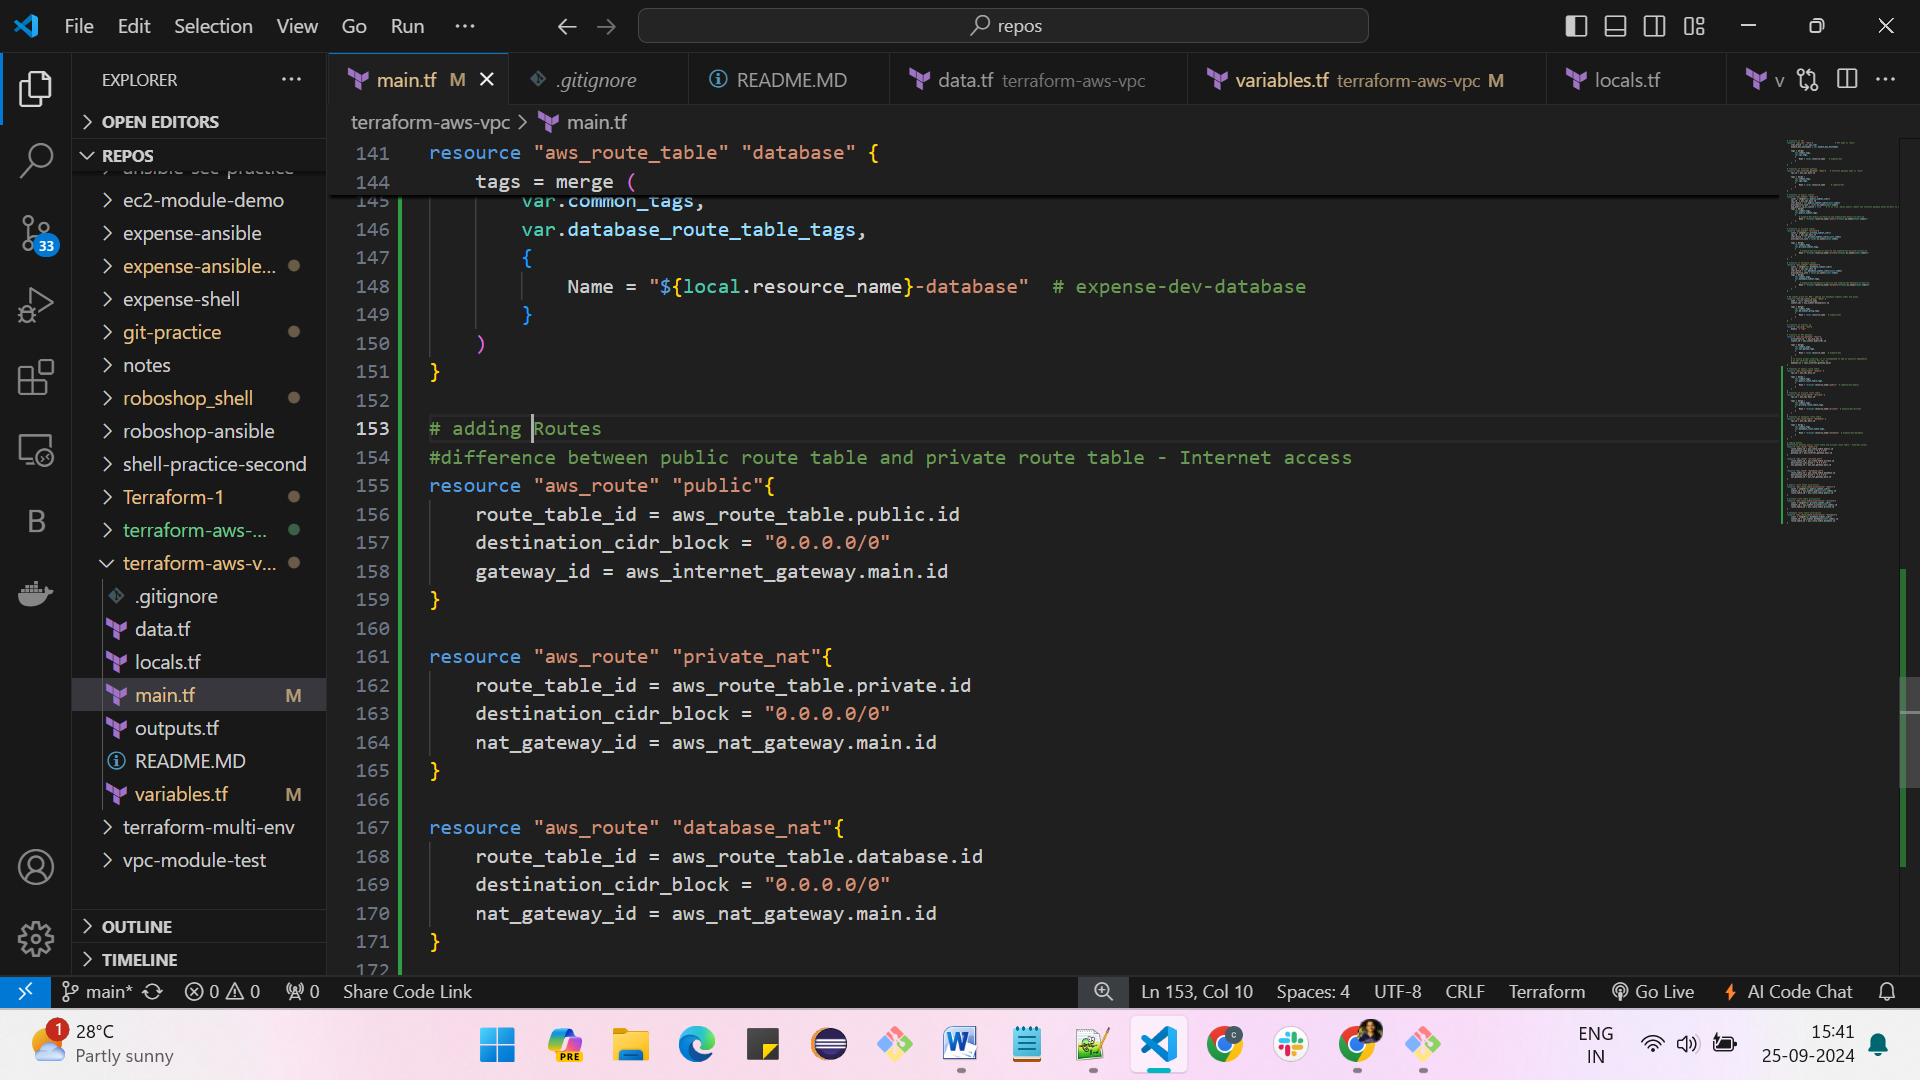 File Edit Selection View Go Run ··· repos
EXPLORER ···
main.tf M .gitignore README.MD data.tf terraform-aws-vpc variables.tf terraform-aws-vpc M locals.tf v ···
terraform-aws-vpc > main.tf
OPEN EDITORS
REPOS
ansible-sec-practice
ec2-module-demo
expense-ansible
expense-ansible...
expense-shell
git-practice
notes
roboshop_shell
roboshop-ansible
shell-practice-second
Terraform-1
terraform-aws-...
terraform-aws-v...
.gitignore
data.tf
locals.tf
main.tf M
outputs.tf
README.MD
variables.tf M
terraform-multi-env
vpc-module-test
OUTLINE
TIMELINE
33
B
141 resource "aws_route_table" "database" {
144 tags = merge (
145 var.common_tags,
146 var.database_route_table_tags,
147 {
148 Name = "${local.resource_name}-database" # expense-dev-database
149 }
150 )
151 }
152
153 # adding Routes
154 #difference between public route table and private route table - Internet access
155 resource "aws_route" "public"{
156 route_table_id = aws_route_table.public.id
157 destination_cidr_block = "0.0.0.0/0"
158 gateway_id = aws_internet_gateway.main.id
159 }
160
161 resource "aws_route" "private_nat"{
162 route_table_id = aws_route_table.private.id
163 destination_cidr_block = "0.0.0.0/0"
164 nat_gateway_id = aws_nat_gateway.main.id
165 }
166
167 resource "aws_route" "database_nat"{
168 route_table_id = aws_route_table.database.id
169 destination_cidr_block = "0.0.0.0/0"
170 nat_gateway_id = aws_nat_gateway.main.id
171 }
172
main* 0 0 0 Share Code Link Ln 153, Col 10 Spaces: 4 UTF-8 CRLF Terraform Go Live AI Code Chat
1 28°C
Partly sunny
PRE
ENG
IN
15:41
25-09-2024